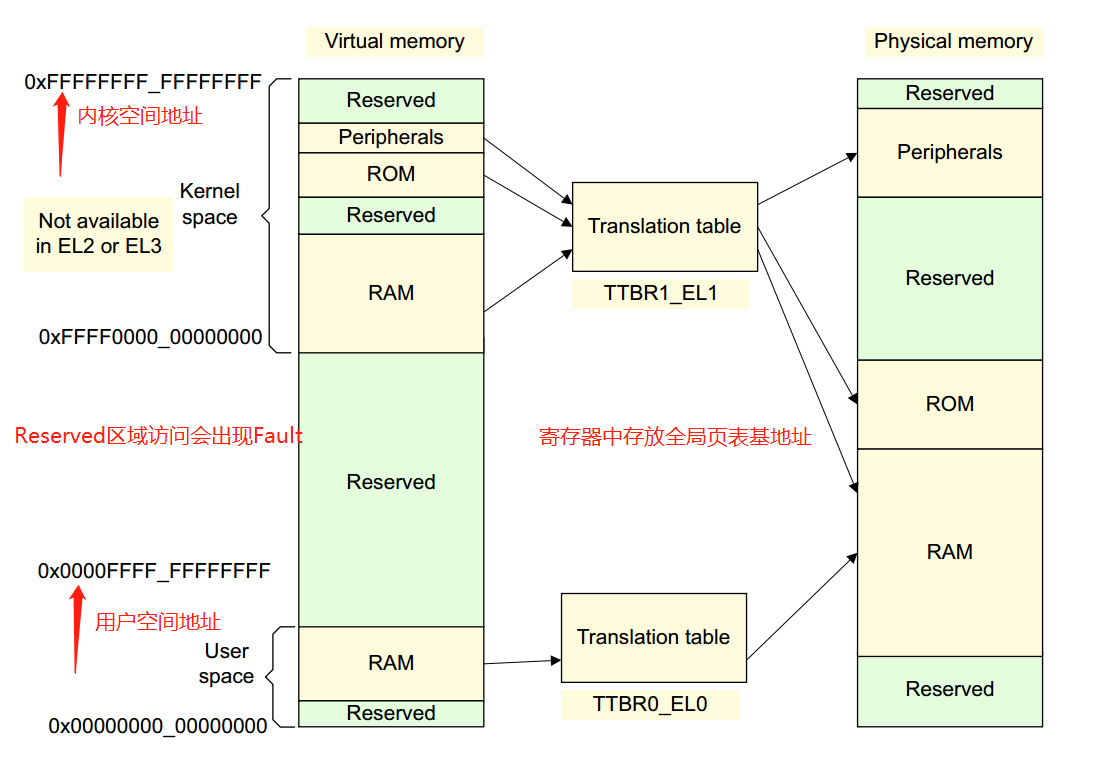 Virtual memory
Physical memory
0xFFFFFFFF_FFFFFFFF
内核空间地址
Kernel
space
Not available
in EL2 or EL3
0xFFFF0000_00000000
Reserved区域访问会出现Fault
0x0000FFFF_FFFFFFFF
用户空间地址
User
space
0x00000000_00000000
Reserved
Peripherals
ROM
Reserved
RAM
Reserved
RAM
Reserved
Translation table
TTBR1_EL1
寄存器中存放全局页表基地址
Translation table
TTBR0_EL0
Reserved
Peripherals
Reserved
ROM
RAM
Reserved